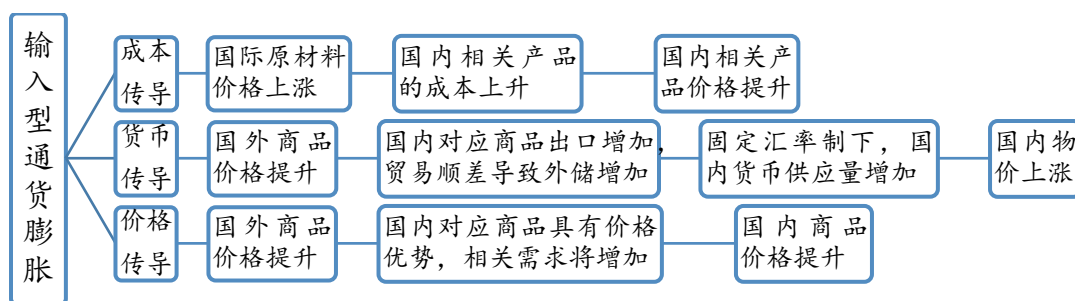 输入型通货膨胀
成本
传导
国际原材料
价格上涨
国内相关产品
的成本上升
国内相关产
品价格提升
货币
传导
国外商品
价格提升
国内对应商品出口增加，
贸易顺差导致外储增加
固定汇率制下，国
内货币供应量增加
国内物
价上涨
价格
传导
国外商品
价格提升
国内对应商品具有价格
优势，相关需求将增加
国内商品
价格提升